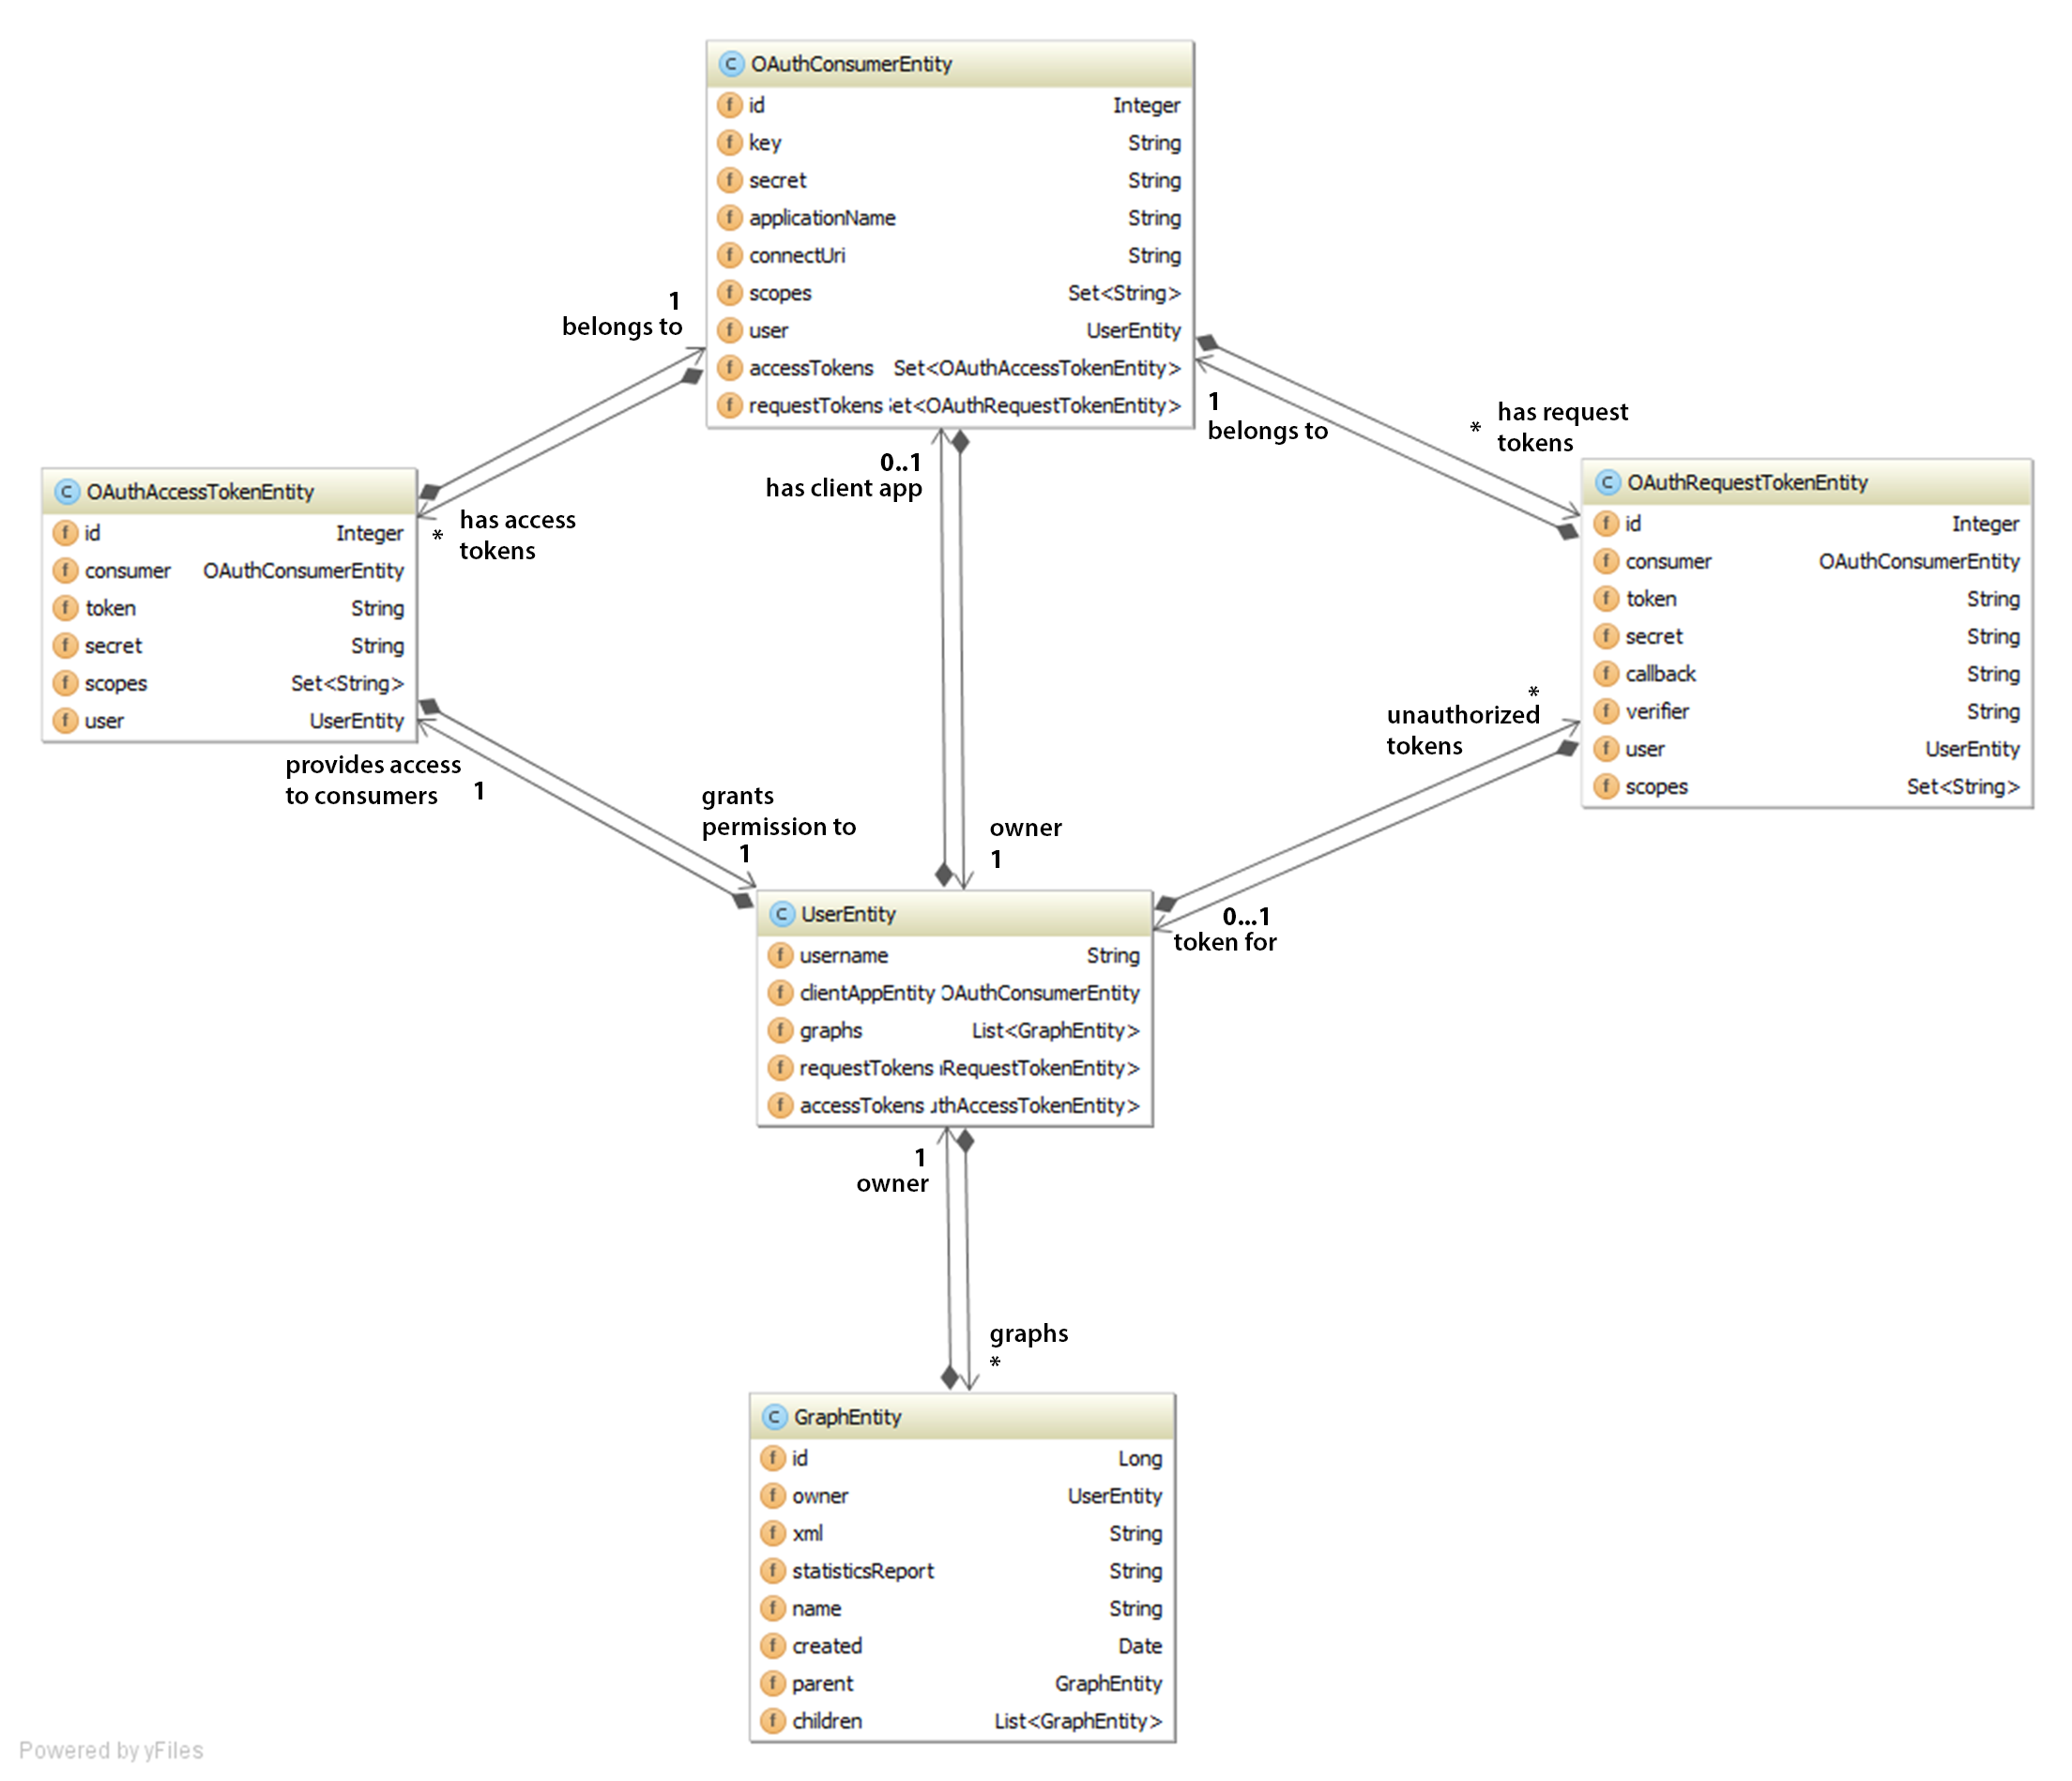 C OAuthConsumerEntity
f id Integer
f key String
f secret String
f applicationName String
f connectUri String
f scopes Set<String>
f user UserEntity
f accessTokens Set<OAuthAccessTokenEntity>
f requestTokens et<OAuthRequestTokenEntity>
1
belongs to
1
belongs to
* has request
tokens
0..1
has client app
C OAuthAccessTokenEntity
f id Integer
f consumer OAuthConsumerEntity
f token String
f secret String
f scopes Set<String>
f user UserEntity
* has access
tokens
C OAuthRequestTokenEntity
f id Integer
f consumer OAuthConsumerEntity
f token String
f secret String
f callback String
f verifier String
f user UserEntity
f scopes Set<String>
*
unauthorized
tokens
provides access
to consumers 1
grants
permission to
1
owner
1
0...1
token for
C UserEntity
f username String
f clientAppEntity OAuthConsumerEntity
f graphs List<GraphEntity>
f requestTokens RequestTokenEntity>
f accessTokens thAccessTokenEntity>
1
owner
graphs
*
C GraphEntity
f id Long
f owner UserEntity
f xml String
f statisticsReport String
f name String
f created Date
f parent GraphEntity
f children List<GraphEntity>
Powered by yFiles